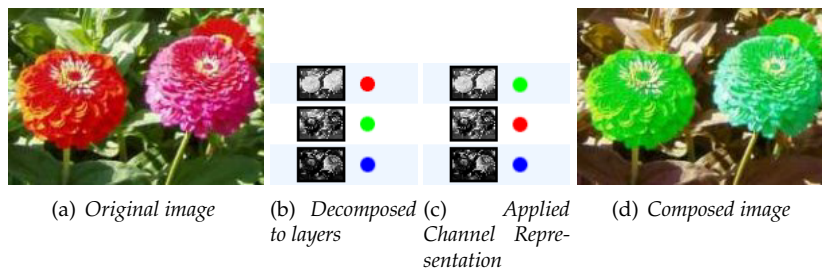 (a) Original image
(b) Decomposed
to layers
(c) Applied
Channel Repre-
sentation
(d) Composed image